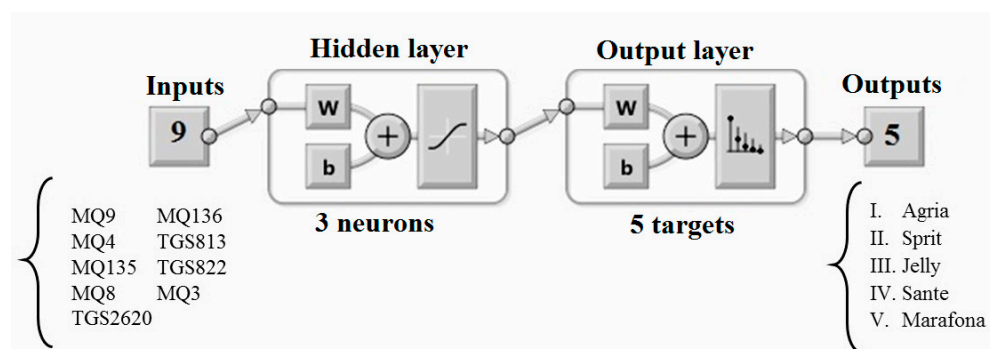 Hidden layer
Output layer
Inputs
Outputs
9
W
b
+
W
b
+
5
3 neurons
5 targets
MQ9 MQ136
MQ4 TGS813
MQ135 TGS822
MQ8 MQ3
TGS2620
I. Agria
II. Sprit
III. Jelly
IV. Sante
V. Marafona